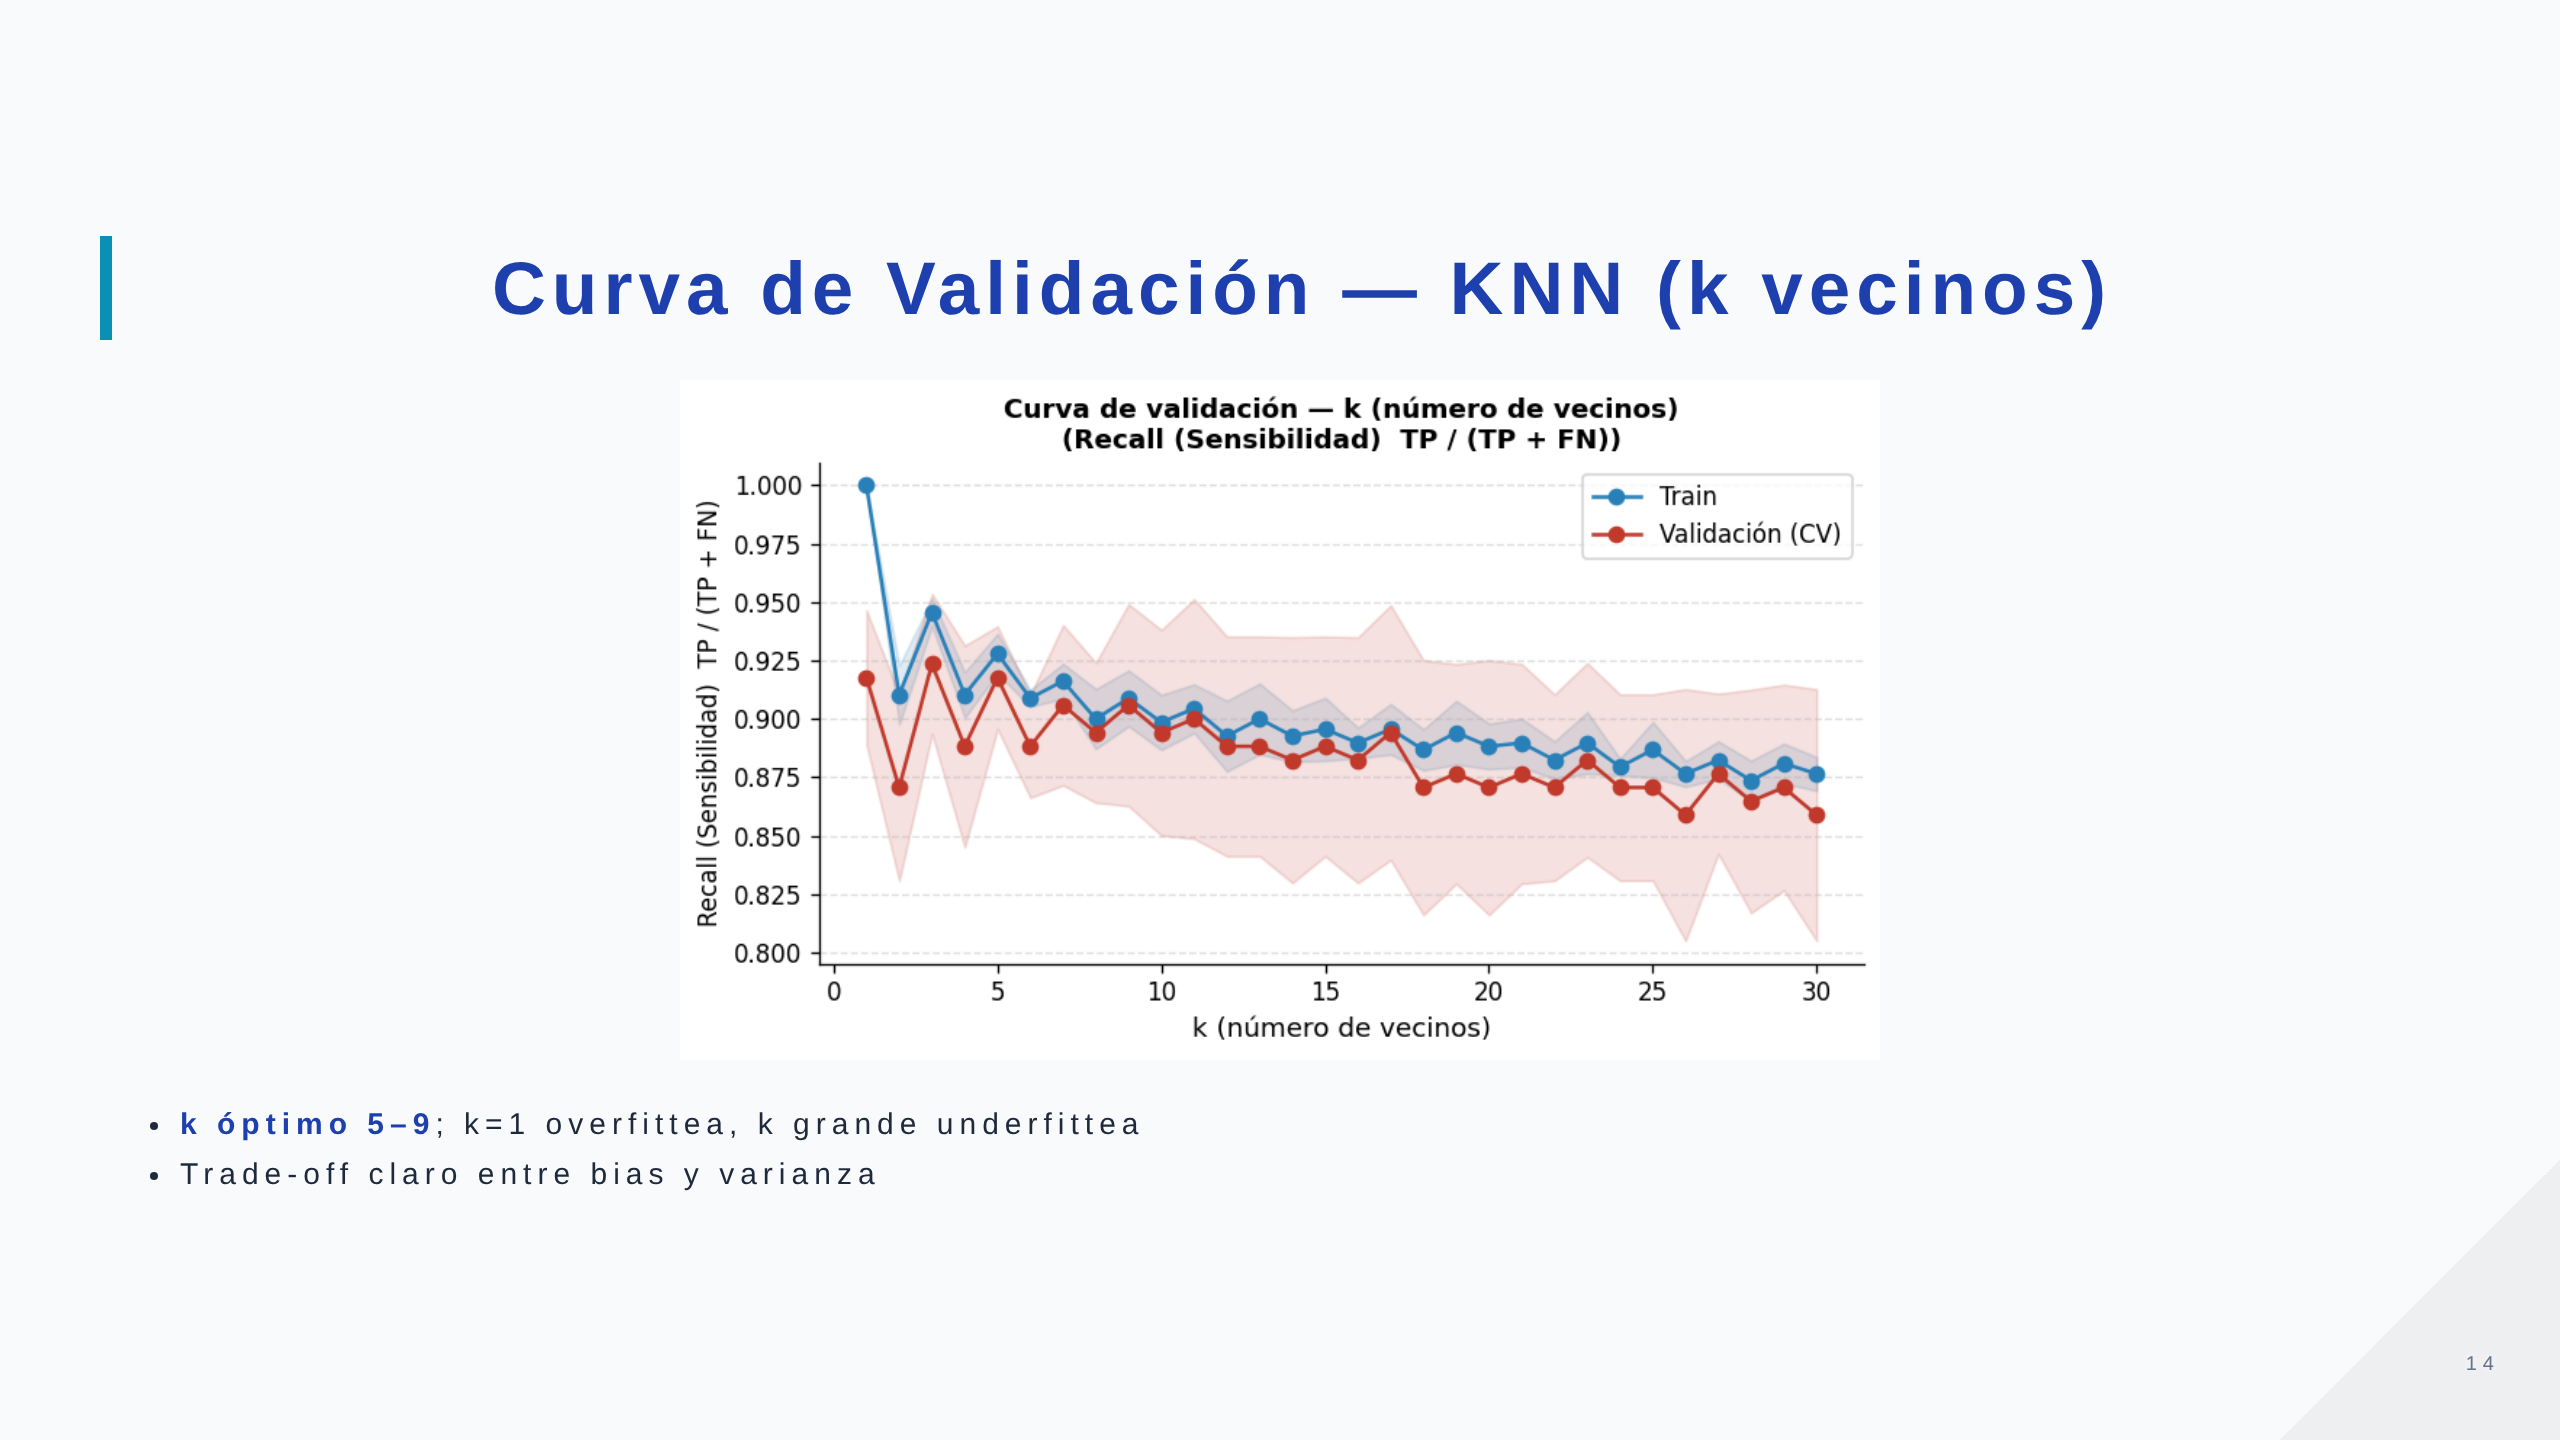 Curva de Validación — KNN (k vecinos)
Curva de validación — k (número de vecinos)
(Recall (Sensibilidad)  TP / (TP + FN))
Recall (Sensibilidad)  TP / (TP + FN)
1.000
0.975
0.950
0.925
0.900
0.875
0.850
0.825
0.800
Train
Validación (CV)
0 5 10 15 20 25 30
k (número de vecinos)
• k óptimo 5–9; k=1 overfittea, k grande underfittea
• Trade-off claro entre bias y varianza
14